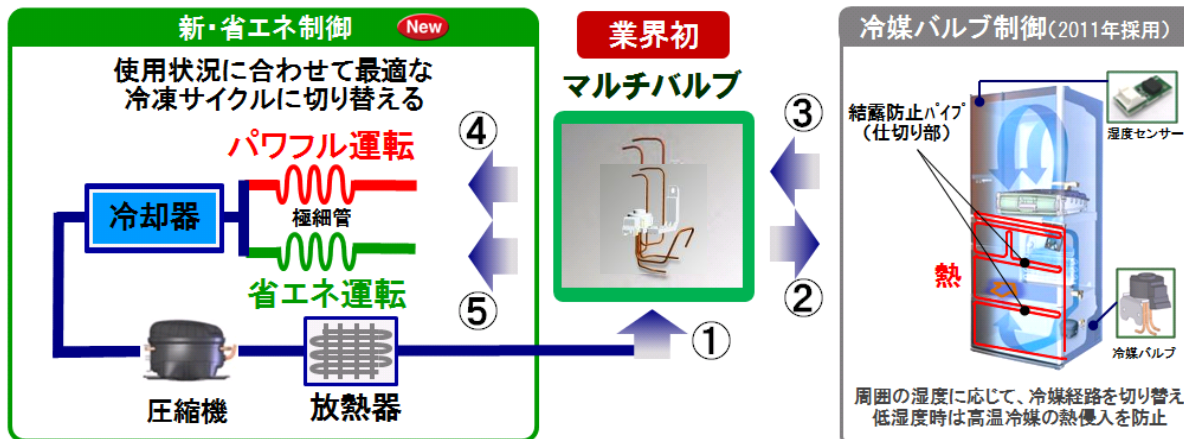 新・省エネ制御 New
使用状況に合わせて最適な
冷凍サイクルに切り替える
パワフル運転
冷却器
極細管
省エネ運転
圧縮機
放熱器
業界初
マルチバルブ
④
⑤
①
③
②
冷媒バルブ制御(2011年採用)
結露防止パイプ
(仕切り部)
湿度センサー
熱
冷媒バルブ
周囲の湿度に応じて、冷媒経路を切り替え
低湿度時は高温冷媒の熱侵入を防止